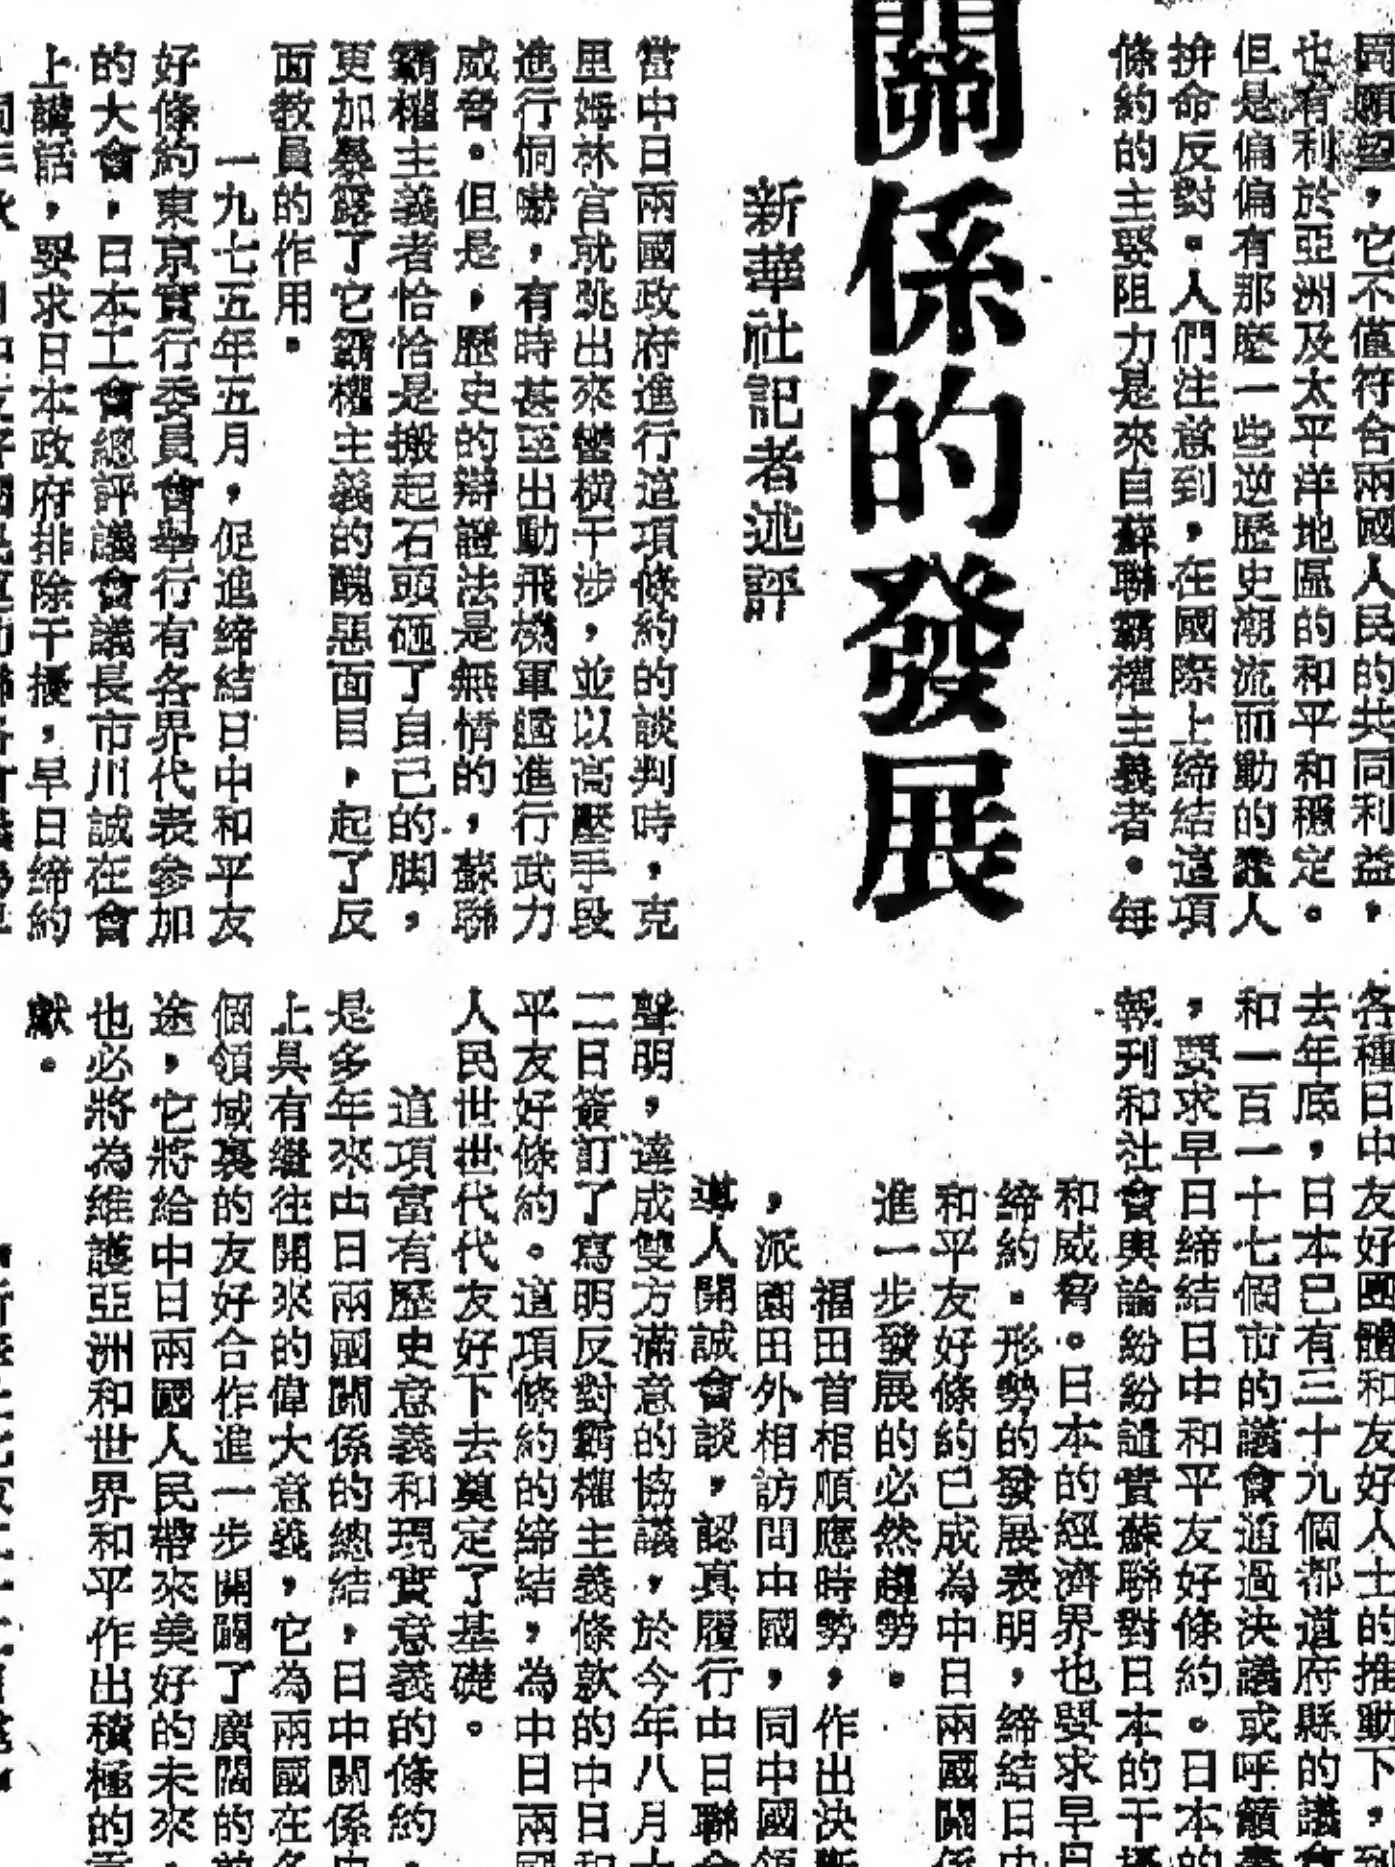 關係的發展
新華社記者述評
同願望，它不僅符合兩國人民的共同利益，
也有利於亞洲及太平洋地區的和平和穩定。
但是偏偏有那麼一些逆歷史潮流而動的蠢人
拚命反對。人們注意到，在國際上締結這項
條約的主要阻力是來自蘇聯霸權主義者。每
當中日兩國政府進行這項條約的談判時，克
里姆林宮就跳出來蠻橫干涉，並以高壓手段
進行恫嚇，有時甚至出動飛機軍艦進行武力
威脅。但是，歷史的辯證法是無情的，蘇聯
霸權主義者恰恰是搬起石頭砸了自己的脚，
更加暴露了它霸權主義的醜惡面目，起了反
面教員的作用。
一九七五年五月，促進締結日中和平友
好條約東京實行委員會舉行有各界代表參加
的大會，日本工會總評議會議長市川誠在會
上講話，要求日本政府排除干擾，早日締約
各種日中友好團體和友好人士的推動下，到
去年底，日本已有三十九個都道府縣的議會
和一百一十七個市的議會通過決議或呼籲書
，要求早日締結日中和平友好條約。日本的
報刊和社會輿論紛紛譴責蘇聯對日本的干擾
和威脅。日本的經濟界也要求早日
締約。形勢的發展表明，締結日中
和平友好條約已成為中日兩國關係
進一步發展的必然趨勢。
福田首相順應時勢，作出決斷
，派園田外相訪問中國，同中國領
導人開誠會談，認真履行中日聯合
聲明，達成雙方滿意的協議，於今年八月十
二日簽訂了寫明反對霸權主義條款的中日和
平友好條約。這項條約的締結，為中日兩國
人民世世代代友好下去奠定了基礎。
這項富有歷史意義和現實意義的條約，
是多年來中日兩國關係的總結，日中關係史
上具有繼往開來的偉大意義，它為兩國在各
個領域裏的友好合作進一步開闢了廣闊的前
途，它將給中日兩國人民帶來美好的未來，
也必將為維護亞洲和世界和平作出積極的貢
獻。